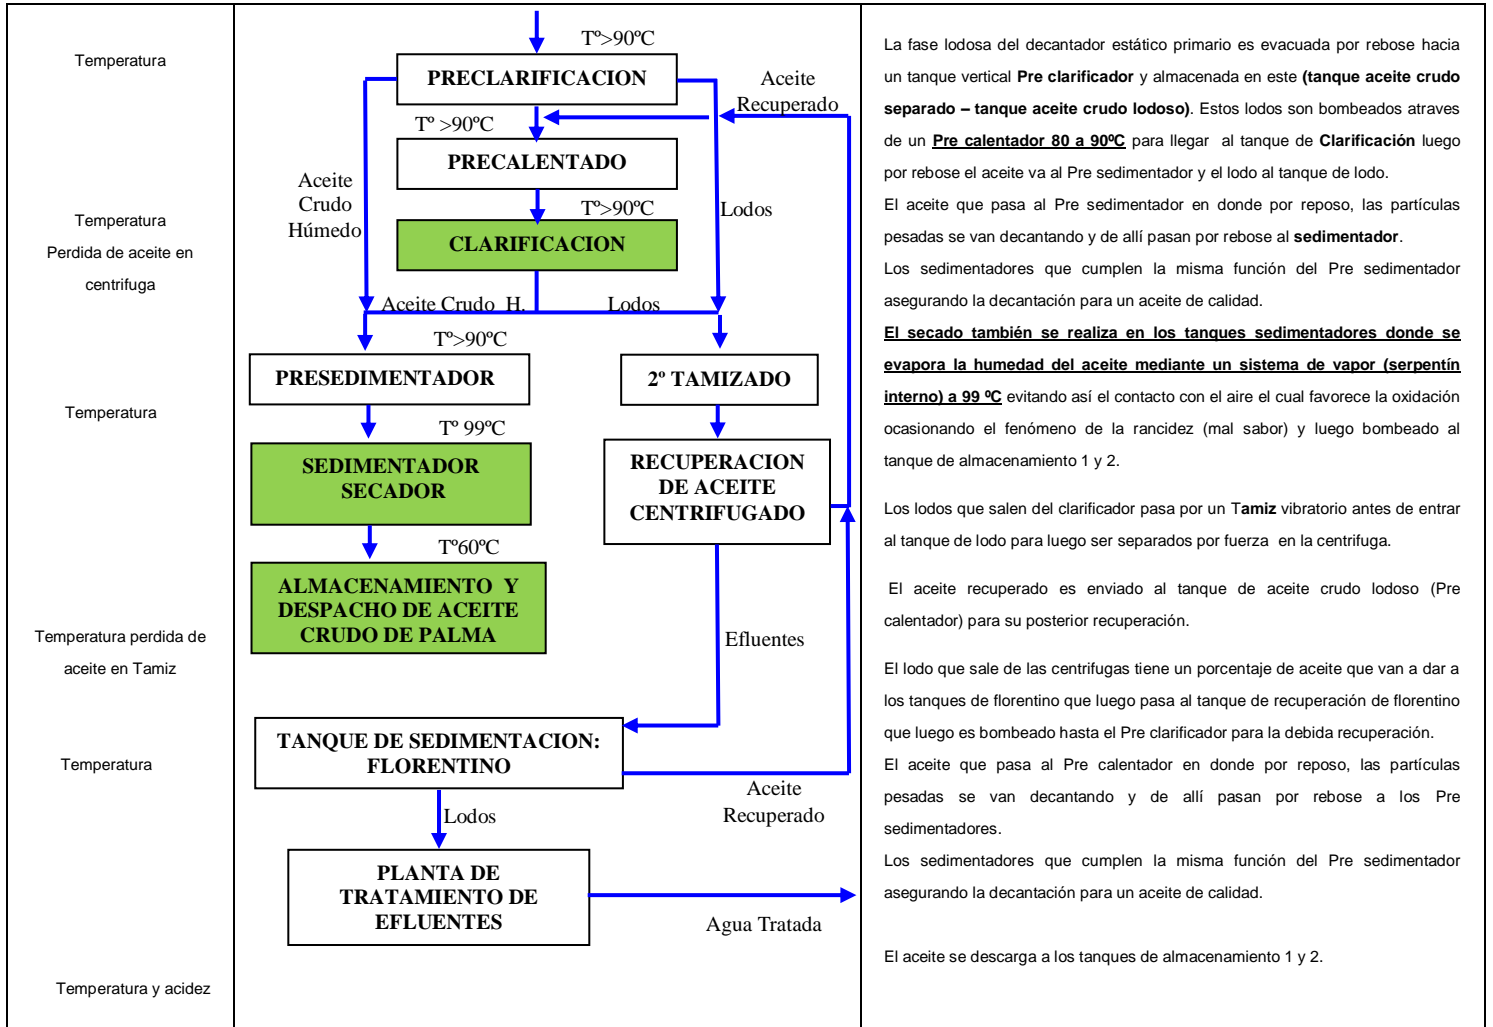 Temperatura
Temperatura
Perdida de aceite en
centrifuga
Temperatura
Temperatura perdida de
aceite en Tamiz
Temperatura
Temperatura y acidez
Tº>90ºC
PRECLARIFICACION
Aceite
Recuperado
Tº >90ºC
PRECALENTADO
Aceite
Crudo
Húmedo
Tº>90ºC
Lodos
CLARIFICACION
Aceite Crudo H.
Lodos
Tº>90ºC
PRESEDIMENTADOR
2º TAMIZADO
Tº 99ºC
SEDIMENTADOR
SECADOR
RECUPERACION
DE ACEITE
CENTRIFUGADO
Tº60ºC
ALMACENAMIENTO Y
DESPACHO DE ACEITE
CRUDO DE PALMA
Efluentes
TANQUE DE SEDIMENTACION:
FLORENTINO
Aceite
Recuperado
Lodos
PLANTA DE
TRATAMIENTO DE
EFLUENTES
Agua Tratada
La fase lodosa del decantador estático primario es evacuada por rebose hacia
un tanque vertical Pre clarificador y almacenada en este (tanque aceite crudo
separado – tanque aceite crudo lodoso). Estos lodos son bombeados atraves
de un Pre calentador 80 a 90ºC para llegar al tanque de Clarificación luego
por rebose el aceite va al Pre sedimentador y el lodo al tanque de lodo.
El aceite que pasa al Pre sedimentador en donde por reposo, las partículas
pesadas se van decantando y de allí pasan por rebose al sedimentador.
Los sedimentadores que cumplen la misma función del Pre sedimentador
asegurando la decantación para un aceite de calidad.
El secado también se realiza en los tanques sedimentadores donde se
evapora la humedad del aceite mediante un sistema de vapor (serpentín
interno) a 99 ºC evitando así el contacto con el aire el cual favorece la oxidación
ocasionando el fenómeno de la rancidez (mal sabor) y luego bombeado al
tanque de almacenamiento 1 y 2.
Los lodos que salen del clarificador pasa por un Tamiz vibratorio antes de entrar
al tanque de lodo para luego ser separados por fuerza en la centrifuga.
El aceite recuperado es enviado al tanque de aceite crudo lodoso (Pre
calentador) para su posterior recuperación.
El lodo que sale de las centrifugas tiene un porcentaje de aceite que van a dar a
los tanques de florentino que luego pasa al tanque de recuperación de florentino
que luego es bombeado hasta el Pre clarificador para la debida recuperación.
El aceite que pasa al Pre calentador en donde por reposo, las partículas
pesadas se van decantando y de allí pasan por rebose a los Pre
sedimentadores.
Los sedimentadores que cumplen la misma función del Pre sedimentador
asegurando la decantación para un aceite de calidad.
El aceite se descarga a los tanques de almacenamiento 1 y 2.